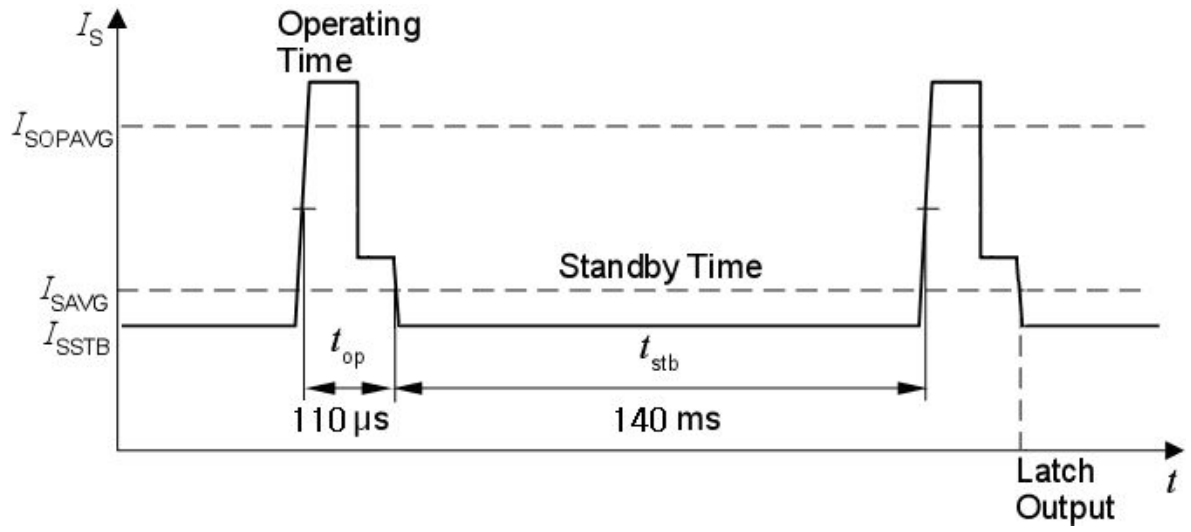 I_S
Operating
Time
I_SOPAVG
Standby Time
I_SAVG
I_SSTB
t_op
t_stb
110 µs
140 ms
t
Latch
Output